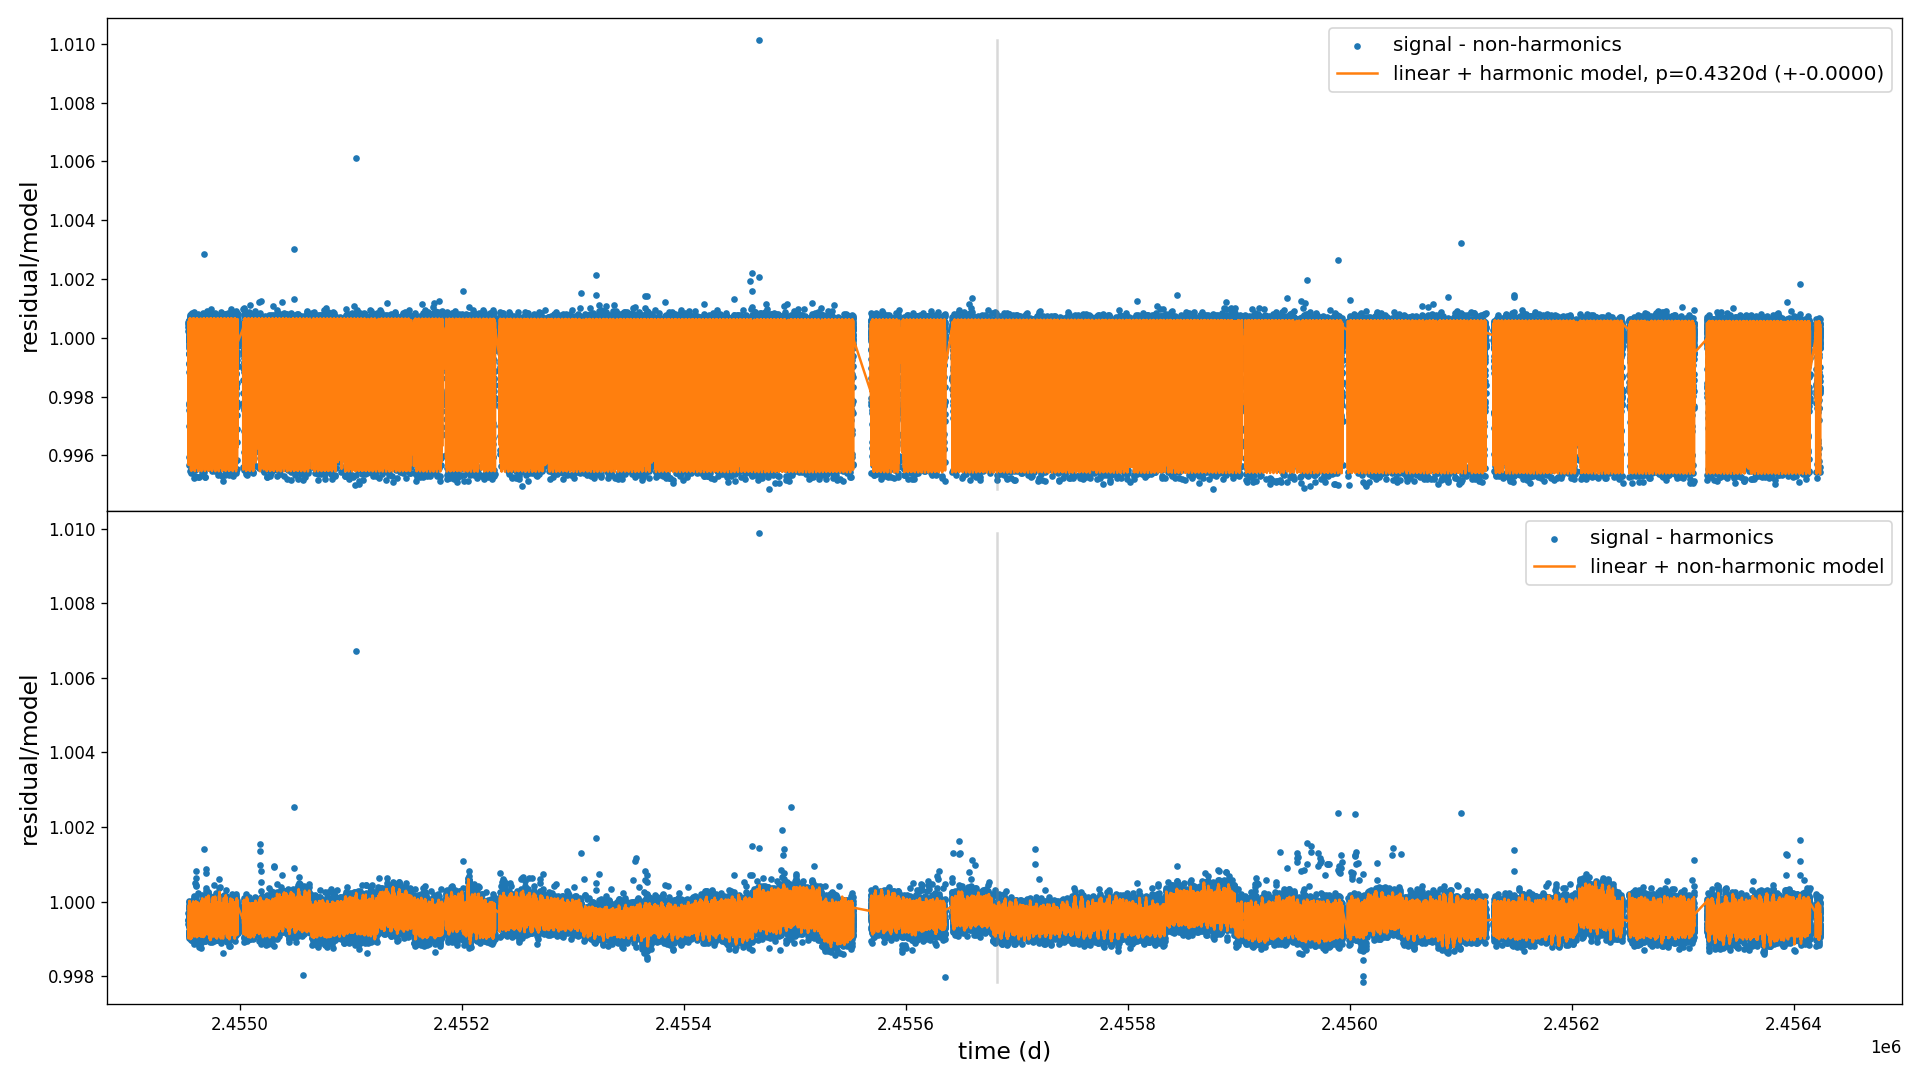 signal - non-harmonics
linear + harmonic model, p=0.4320d (+-0.0000)
1.010
1.008
1.006
1.004
1.002
1.000
0.998
0.996
residual/model
signal - harmonics
linear + non-harmonic model
1.010
1.008
1.006
1.004
1.002
1.000
0.998
residual/model
2.4550
2.4552
2.4554
2.4556
2.4558
2.4560
2.4562
2.4564
time (d)
1e6